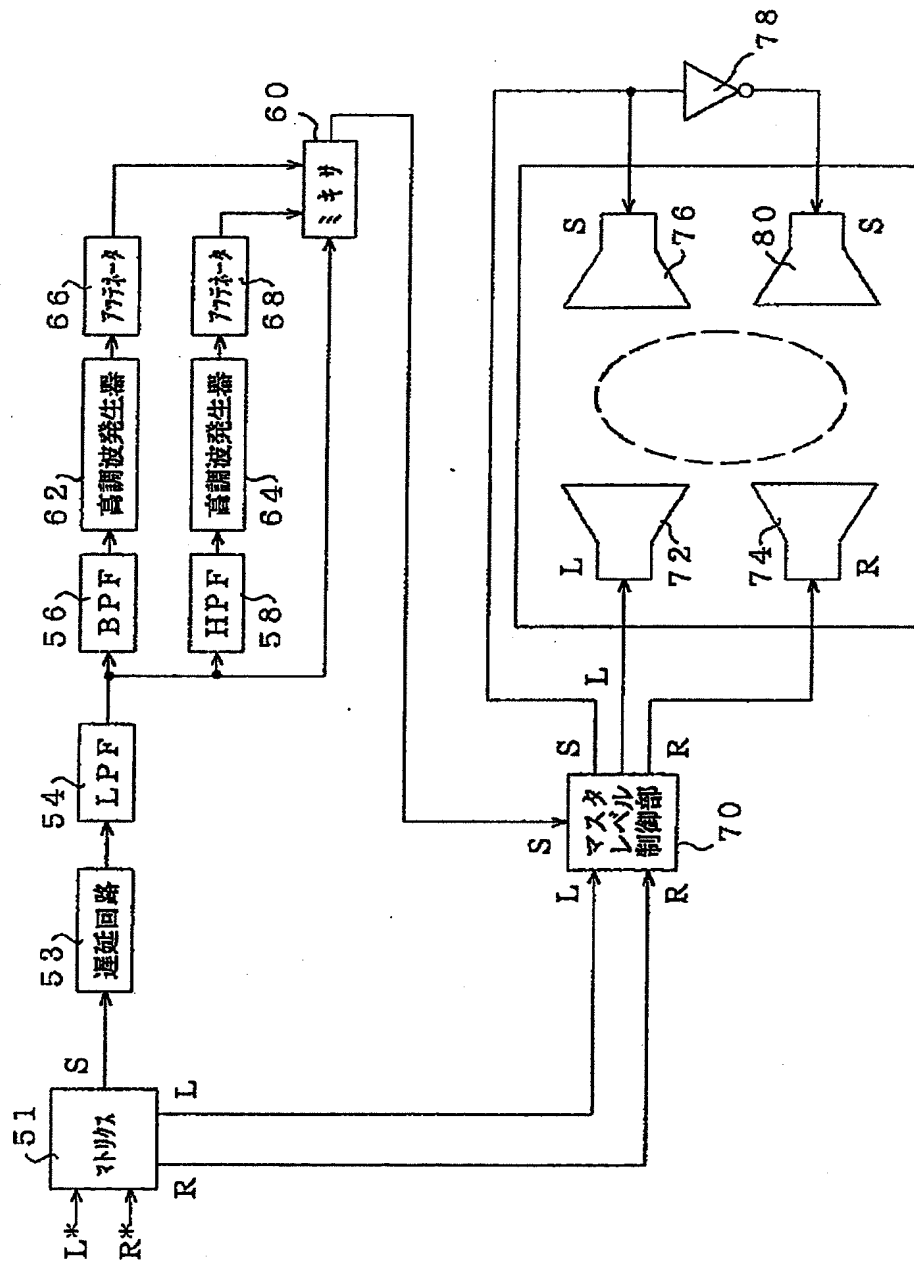 L*
R*
51
マトリクス
S
L
R
53
遅延回路
54
LPF
56
BPF
62
高調波発生器
66
アッテネータ
58
HPF
64
高調波発生器
68
アッテネータ
60
ミキサ
S
L
R
マスタ
レベル
制御部
70
S
L
R
L
72
74
R
S
76
80
S
78